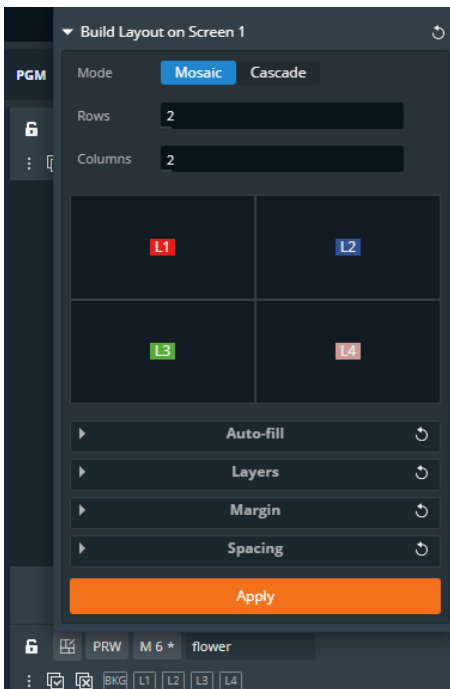 Build Layout on Screen 1
PGM
Mode Mosaic Cascade
Rows 2
Columns 2
L1 L2
L3 L4
Auto-fill
Layers
Margin
Spacing
Apply
PRW M 6 * flower
BKG L1 L2 L3 L4